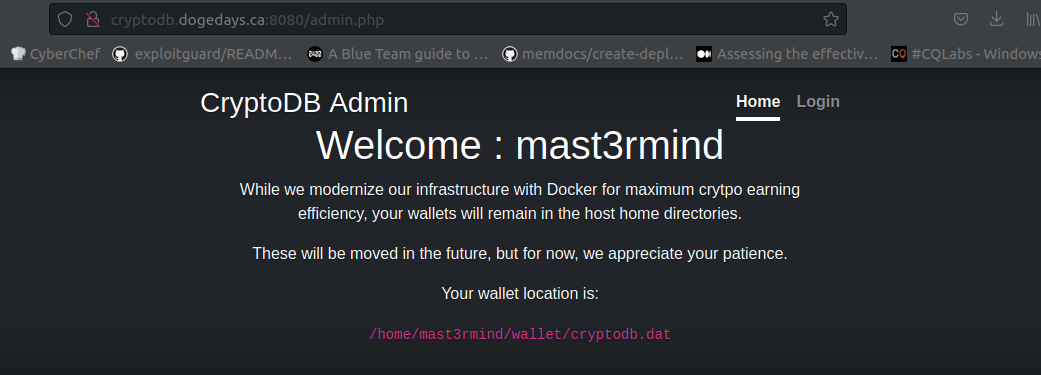 cryptodb.dogedays.ca:8080/admin.php
CyberChef exploitguard/READM... A Blue Team guide to ... memdocs/create-depl... Assessing the effectiv... #CQLabs - Windows
CryptoDB Admin Home Login
Welcome : mast3rmind
While we modernize our infrastructure with Docker for maximum crytpo earning
efficiency, your wallets will remain in the host home directories.
These will be moved in the future, but for now, we appreciate your patience.
Your wallet location is:
/home/mast3rmind/wallet/cryptodb.dat